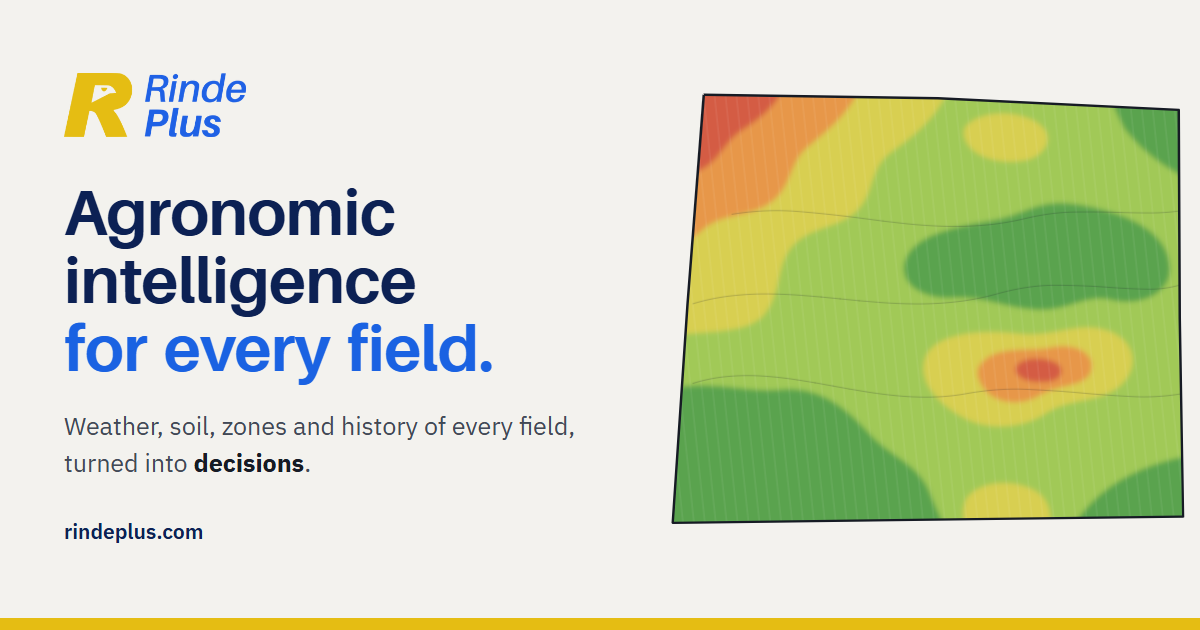 Rinde
Plus
Agronomic
intelligence
for every field.
Weather, soil, zones and history of every field,
turned into decisions.
rindeplus.com